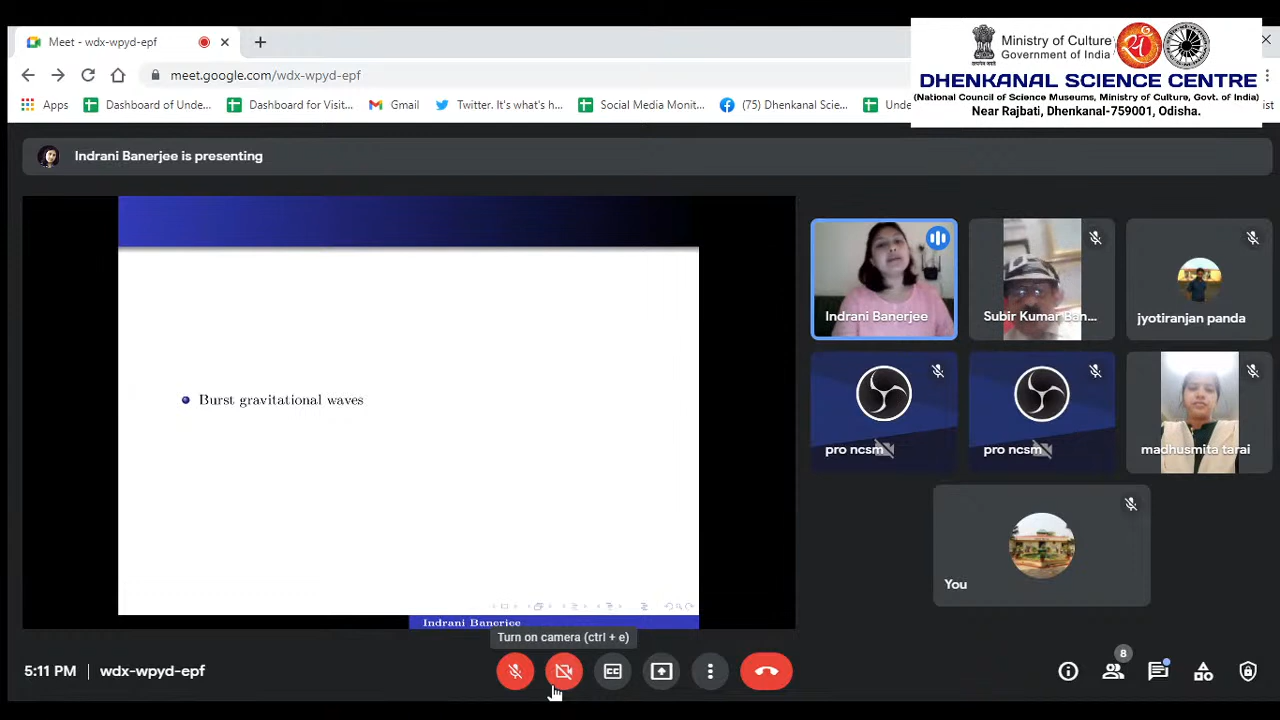 Meet - wdx-wpyd-epf
meet.google.com/wdx-wpyd-epf
Apps
Dashboard of Unde...
Dashboard for Visit...
Gmail
Twitter. It's what's h...
Social Media Monit...
(75) Dhenkanal Scie...
Unde
ist
Ministry of Culture
Government of India
DHENKANAL SCIENCE CENTRE
(National Council of Science Museums, Ministry of Culture, Govt. of India)
Near Rajbati, Dhenkanal-759001, Odisha.
Indrani Banerjee is presenting
Burst gravitational waves
Indrani Banerjee
Indrani Banerjee
Subir Kumar Ban...
jyotiranjan panda
pro ncsm
pro ncsm
madhusmita tarai
You
Turn on camera (ctrl + e)
5:11 PM | wdx-wpyd-epf
CC
8